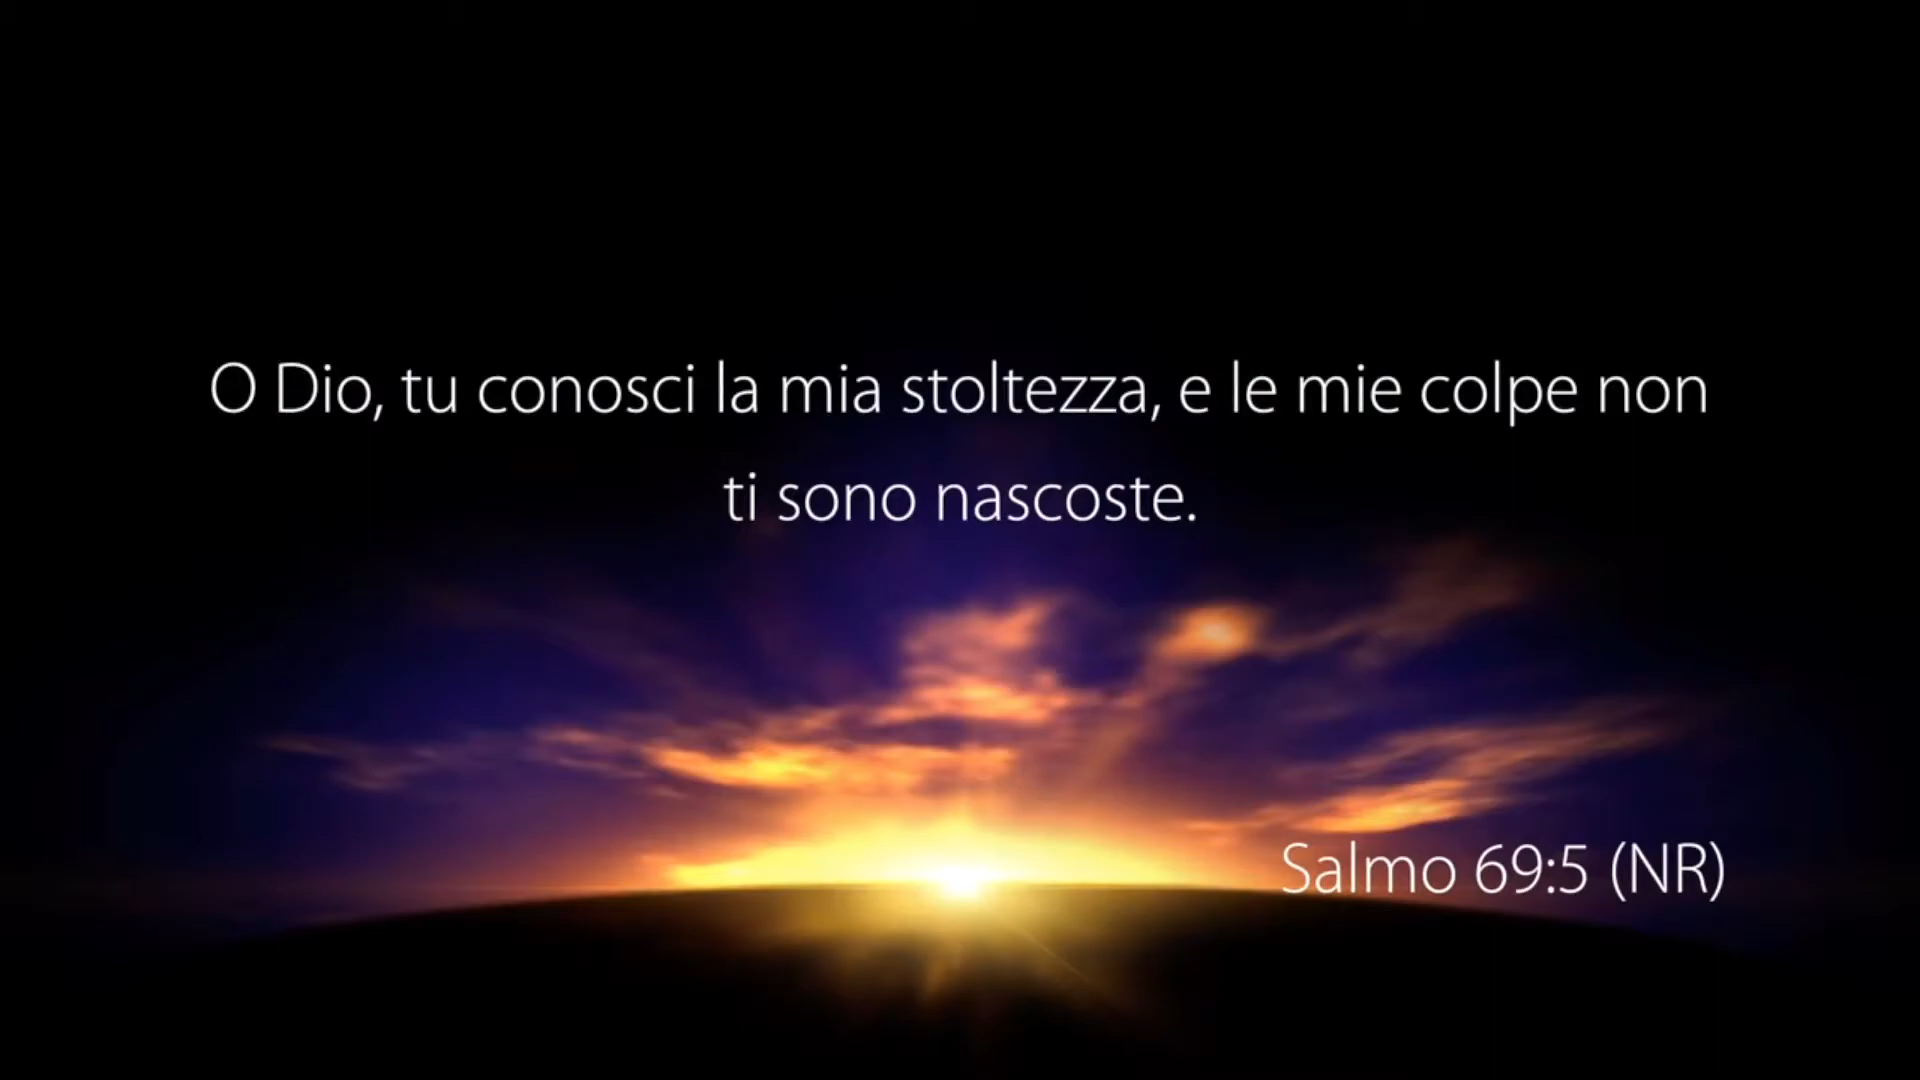 O Dio, tu conosci la mia stoltezza, e le mie colpe non
ti sono nascoste.
Salmo 69:5 (NR)